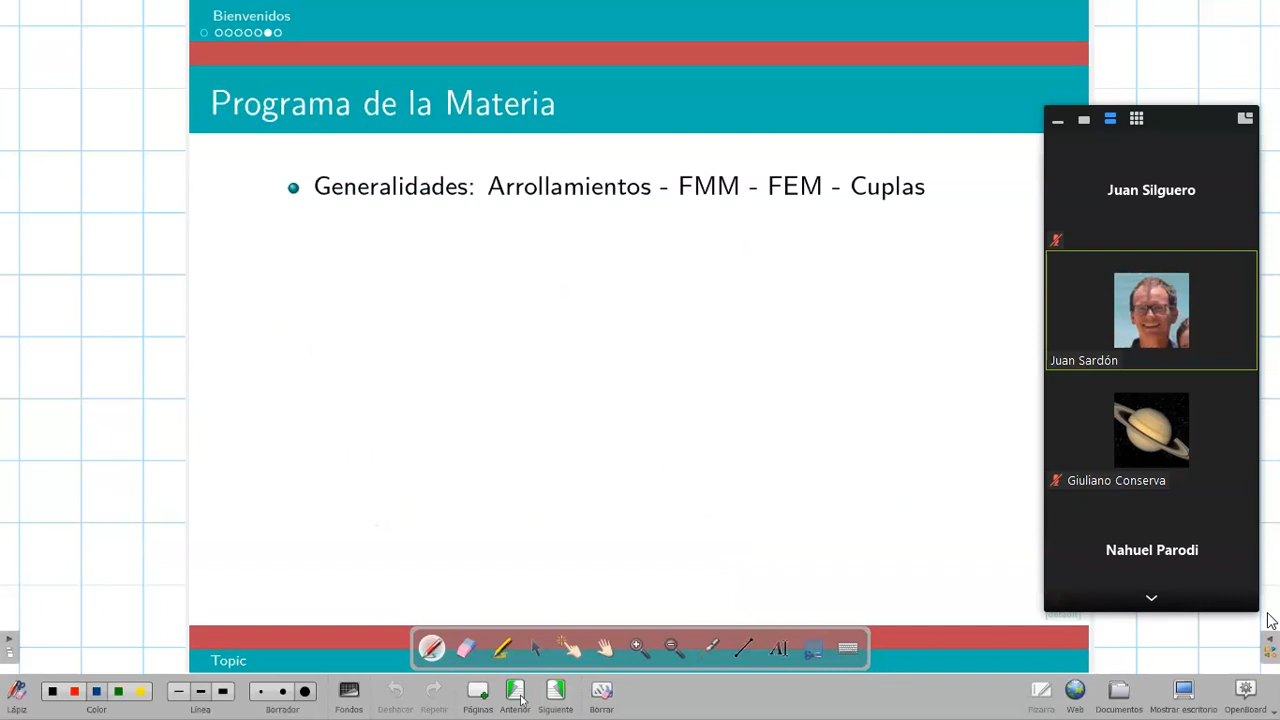 Bienvenidos
Programa de la Materia
Generalidades: Arrollamientos - FMM - FEM - Cuplas
Juan Silguero
Juan Sardón
Giuliano Conserva
Nahuel Parodi
Topic
Lápiz
Color
Línea
Borrador
Fondos
Deshacer
Repetir
Páginas
Anterior
Siguiente
Borrar
Pizarra
Web
Documentos
Mostrar escritorio
OpenBoard